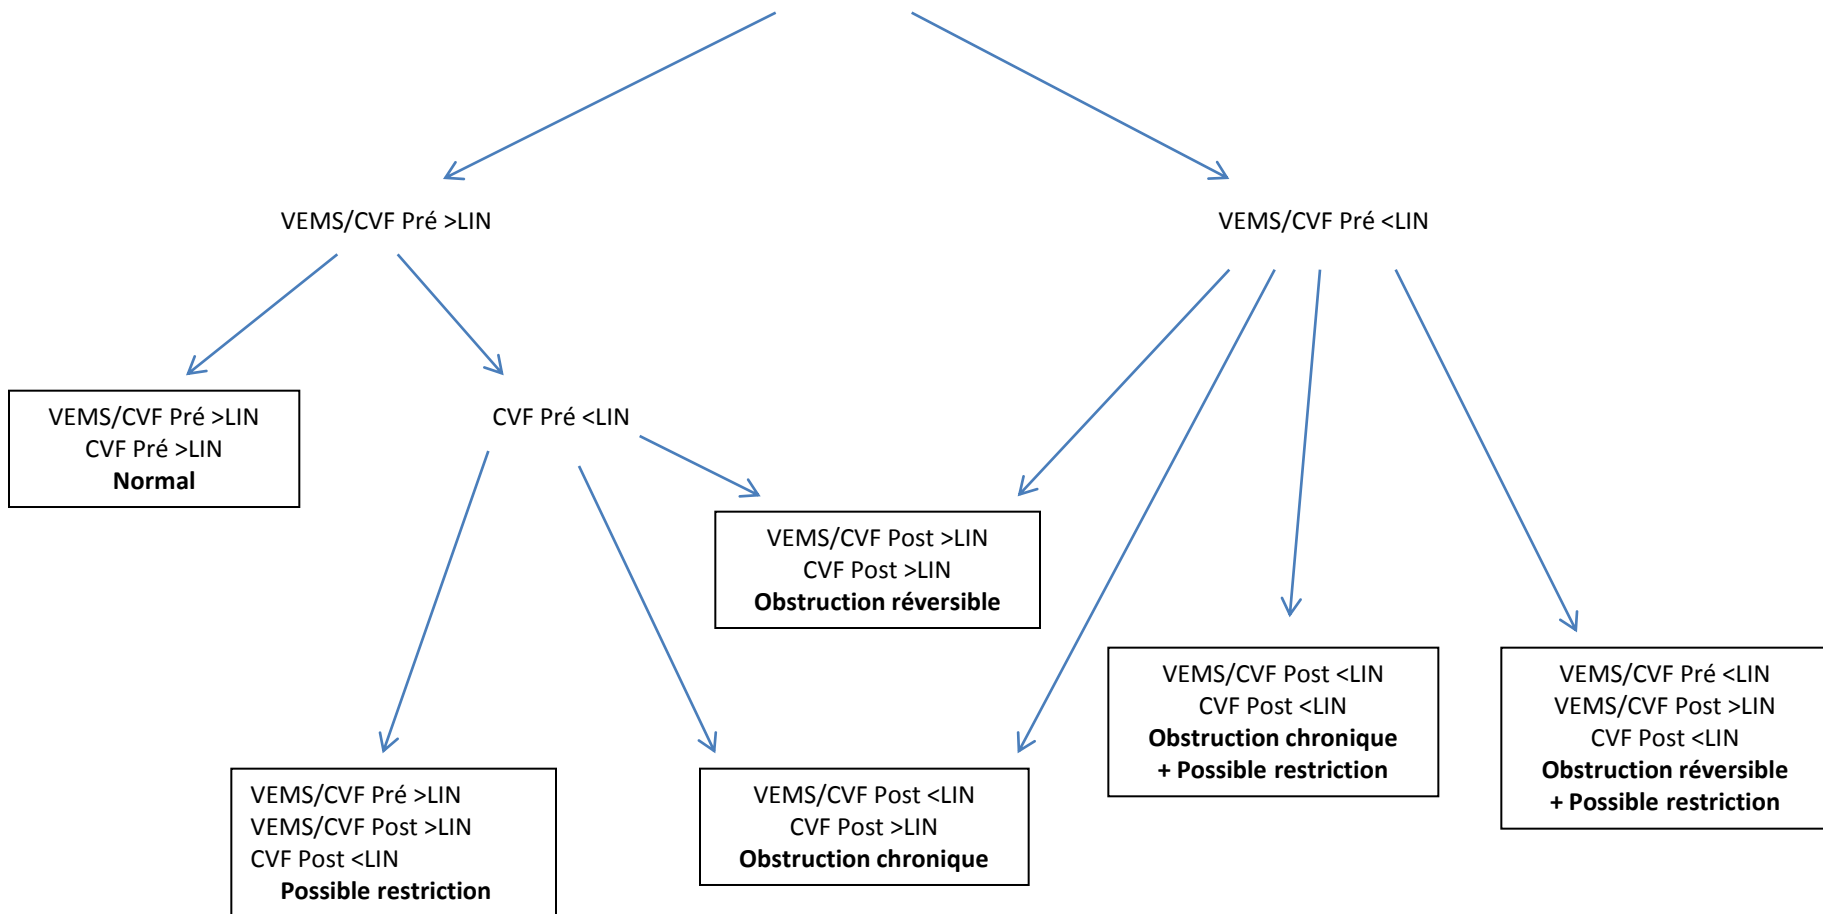 VEMS/CVF Pré >LIN
VEMS/CVF Pré <LIN
VEMS/CVF Pré >LIN
CVF Pré >LIN
Normal
CVF Pré <LIN
VEMS/CVF Post >LIN
CVF Post >LIN
Obstruction réversible
VEMS/CVF Post <LIN
CVF Post <LIN
Obstruction chronique
+ Possible restriction
VEMS/CVF Pré <LIN
VEMS/CVF Post >LIN
CVF Post <LIN
Obstruction réversible
+ Possible restriction
VEMS/CVF Pré >LIN
VEMS/CVF Post >LIN
CVF Post <LIN
Possible restriction
VEMS/CVF Post <LIN
CVF Post >LIN
Obstruction chronique